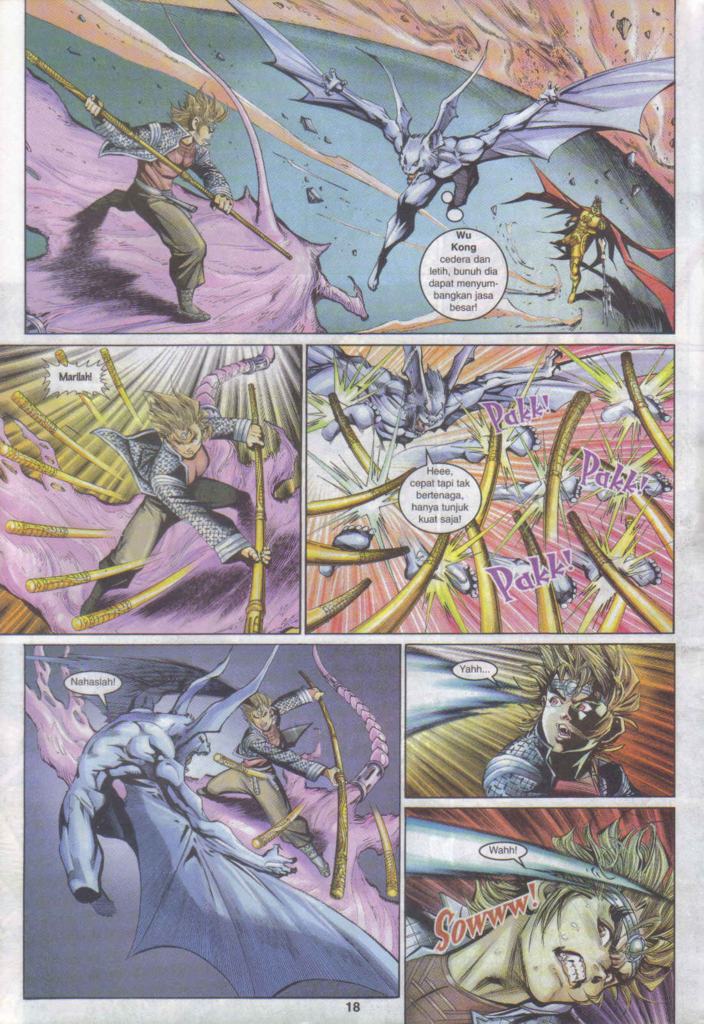 Wu
Kong
cedera dan
letih, bunuh dia
dapat menyum-
bangkan jasa
besar!
Marilah!
Pakk!
Pakk!
Heee,
cepat tapi tak
bertenaga,
hanya tunjuk
kuat saja!
Pakk!
Nahaslah!
Yahh...
Wahh!
Sowww!
18